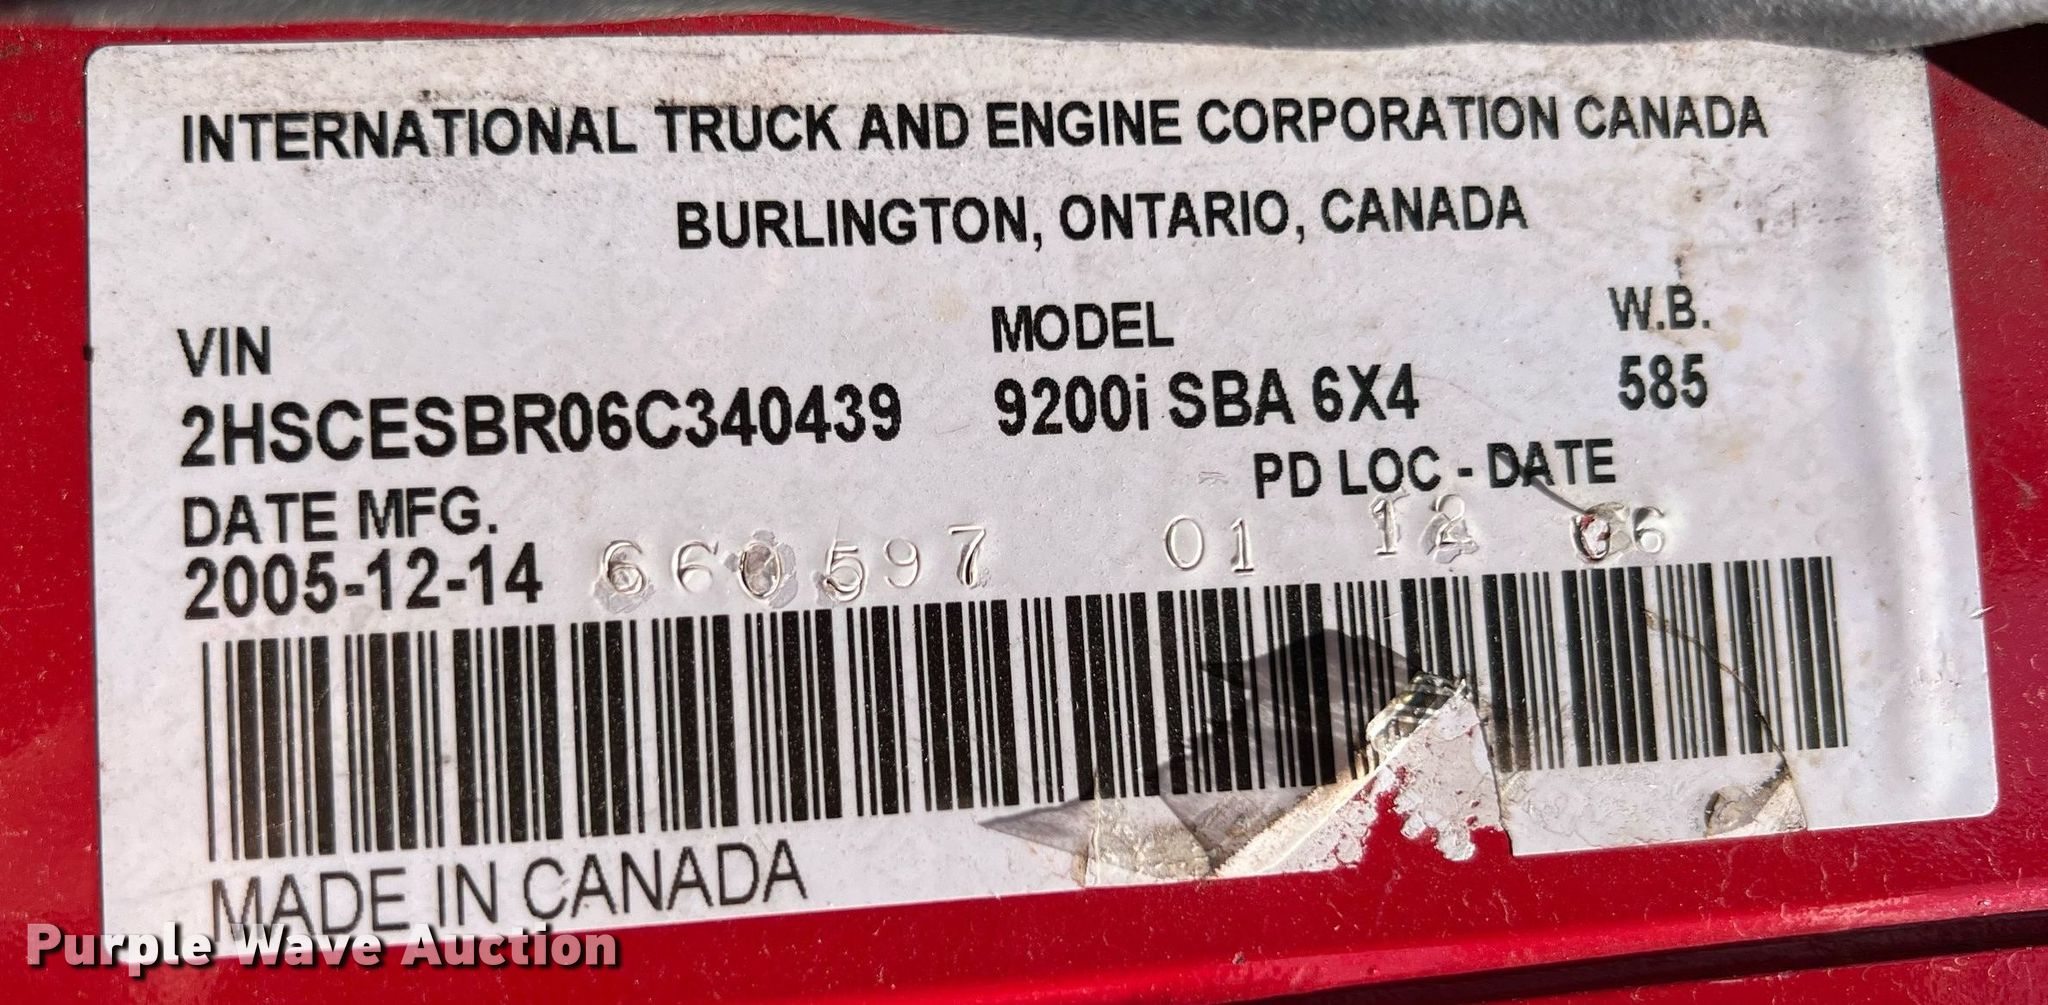 INTERNATIONAL TRUCK AND ENGINE CORPORATION CANADA
BURLINGTON, ONTARIO, CANADA
VIN MODEL W.B.
2HSCESBR06C340439 9200i SBA 6X4 585
DATE MFG. PD LOC - DATE
2005-12-14 660597 01 12 06
MADE IN CANADA
Purple Wave Auction